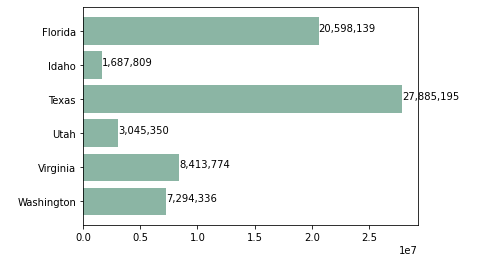 Florida 20,598,139
Idaho 1,687,809
Texas 27,885,195
Utah 3,045,350
Virginia 8,413,774
Washington 7,294,336
0.0 0.5 1.0 1.5 2.0 2.5
1e7